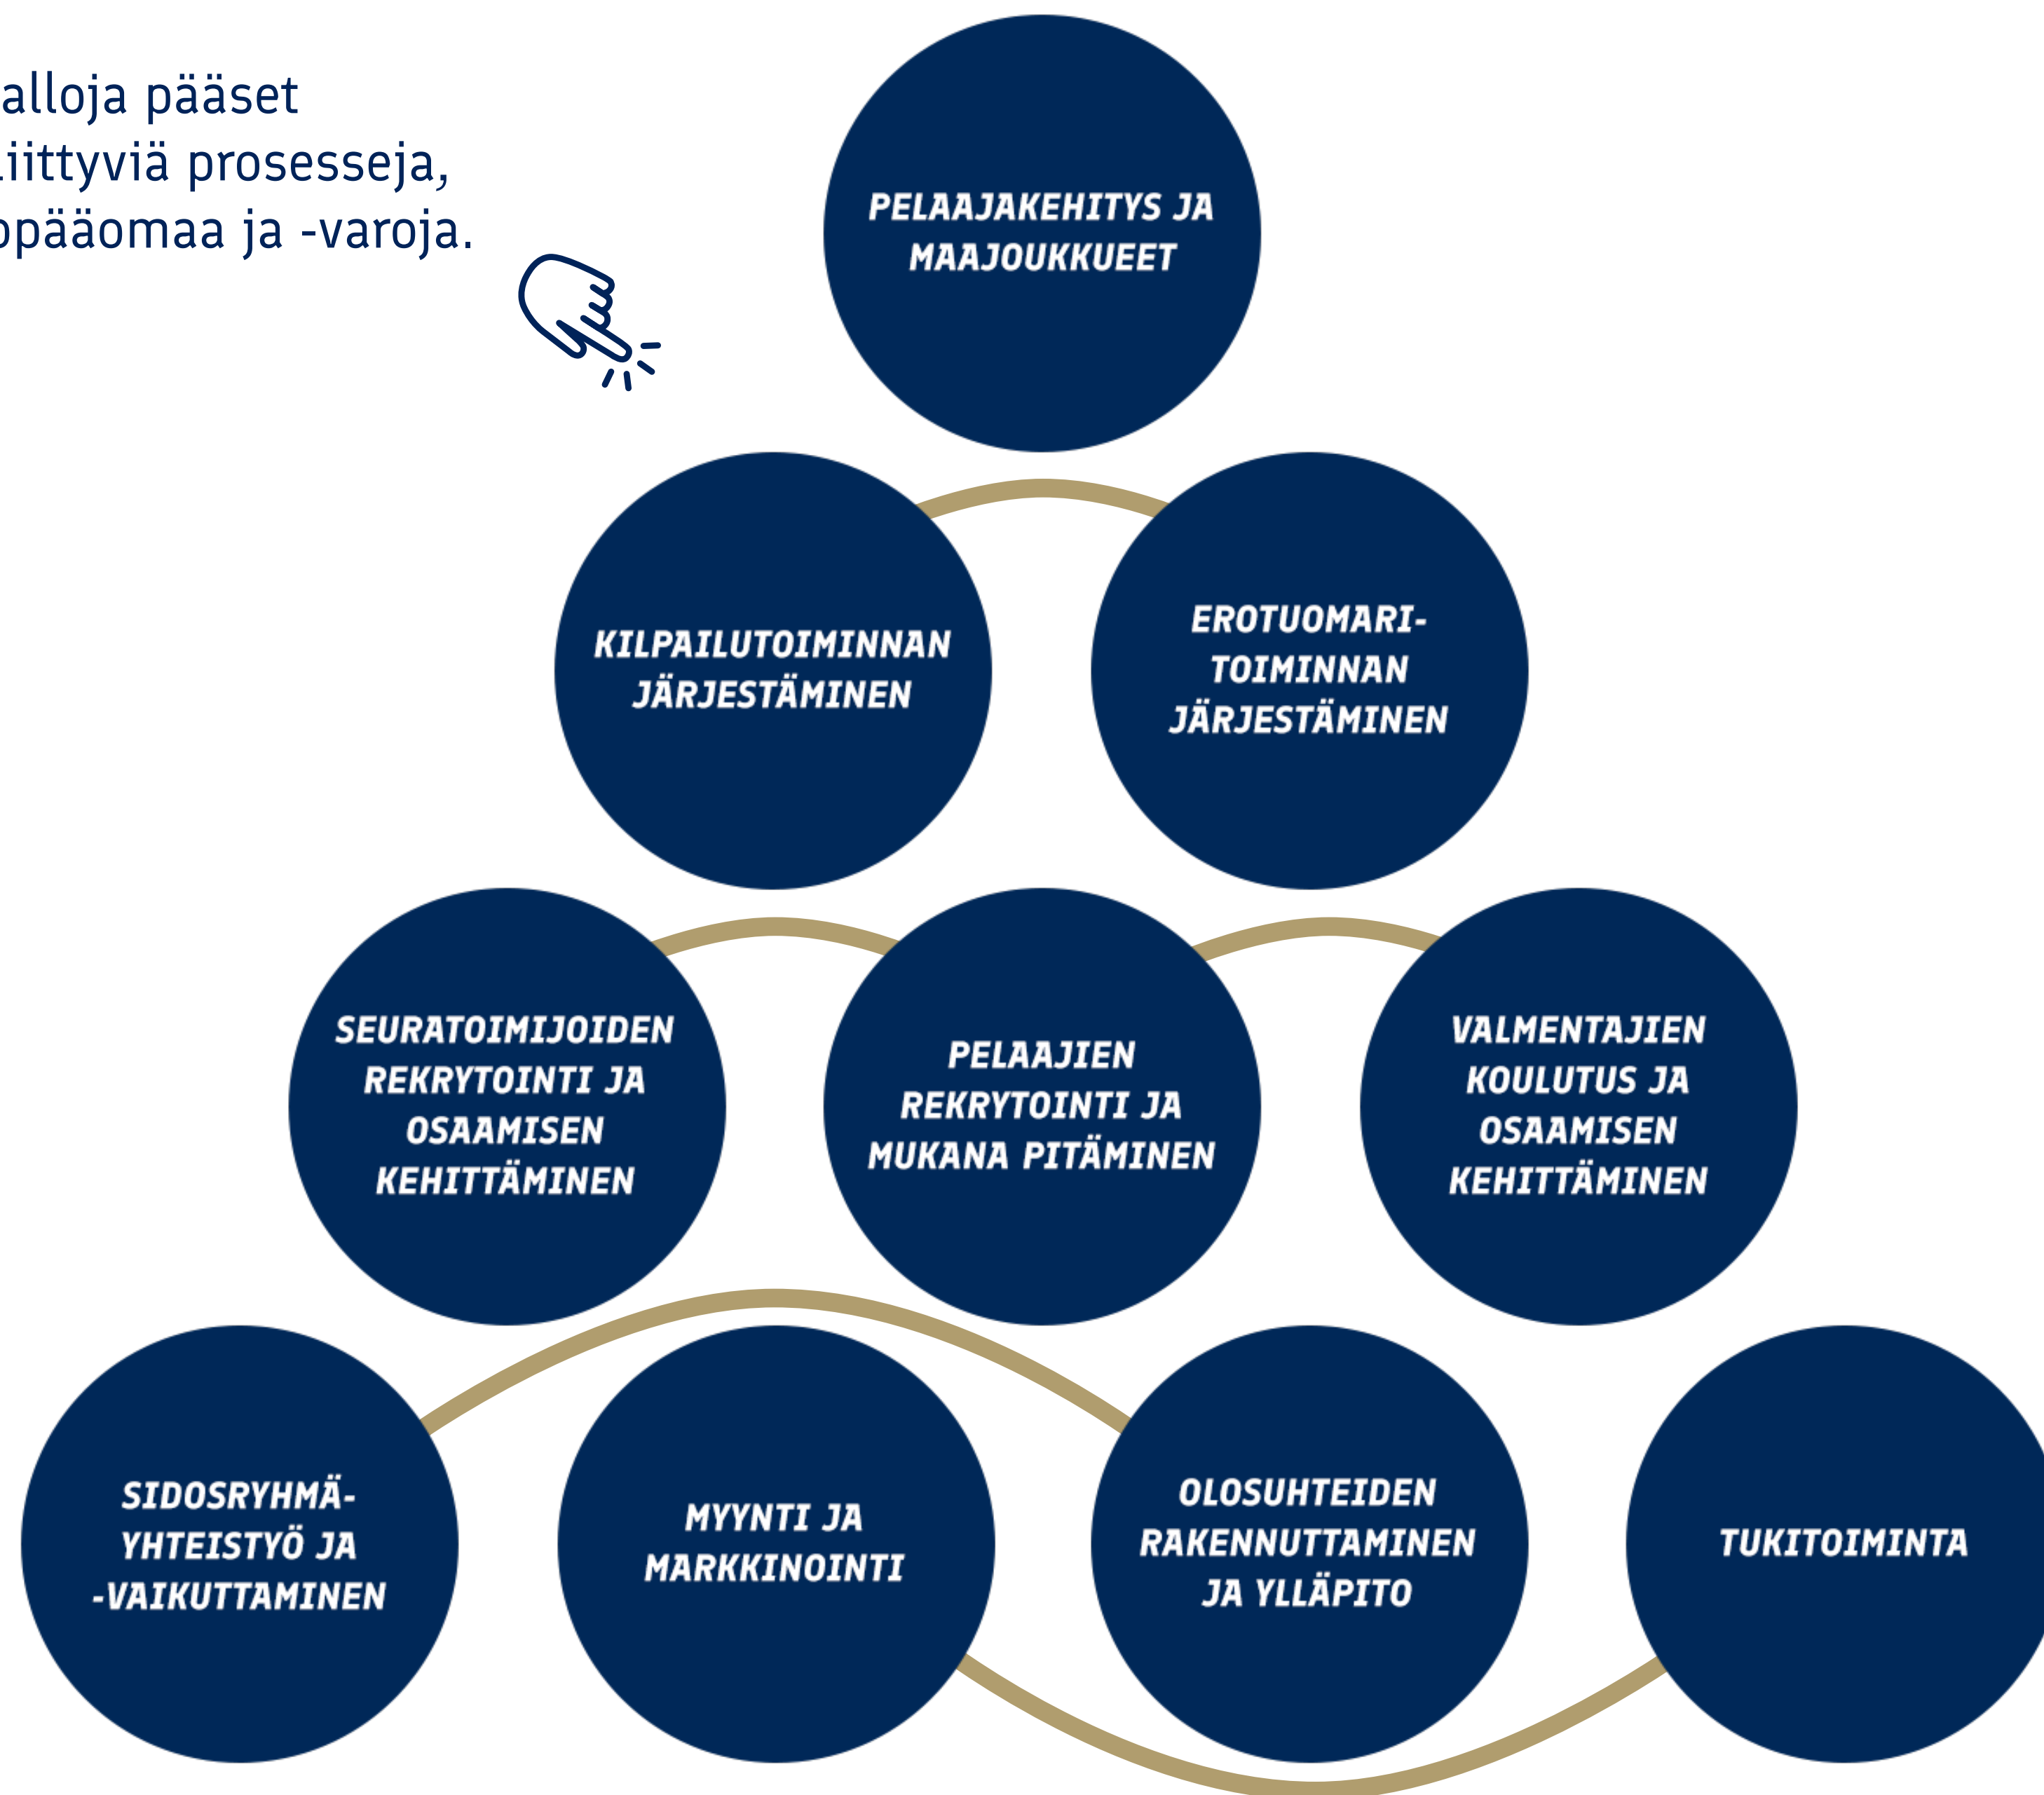 alloja pääset
liittyviä prosesseja,
opääomaa ja -varoja.
PELAAJAKEHITYS JA
MAAJOUKKUEET
KILPAILUTOIMINNAN
JÄRJESTÄMINEN
EROTUOMARI-
TOIMINNAN
JÄRJESTÄMINEN
SEURATOIMIJOIDEN
REKRYTOINTI JA
OSAAMISEN
KEHITTÄMINEN
PELAAJIEN
REKRYTOINTI JA
MUKANA PITÄMINEN
VALMENTAJIEN
KOULUTUS JA
OSAAMISEN
KEHITTÄMINEN
SIDOSRYHMÄ-
YHTEISTYÖ JA
-VAIKUTTAMINEN
MYYNTI JA
MARKKINOINTI
OLOSUHTEIDEN
RAKENNUTTAMINEN
JA YLLÄPITO
TUKITOIMINTA